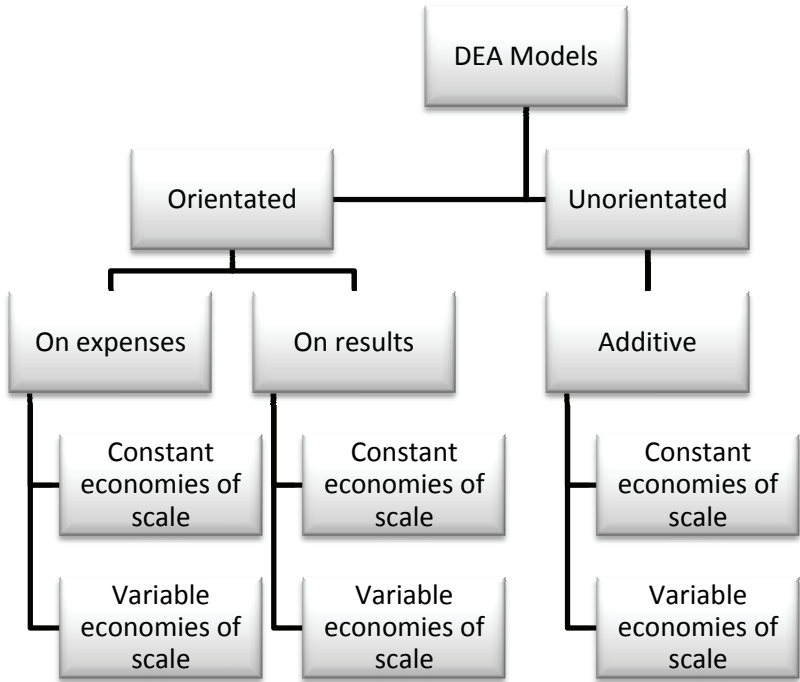 DEA Models
Orientated
Unorientated
On expenses
On results
Additive
Constant
economies of
scale
Constant
economies of
scale
Constant
economies of
scale
Variable
economies of
scale
Variable
economies of
scale
Variable
economies of
scale